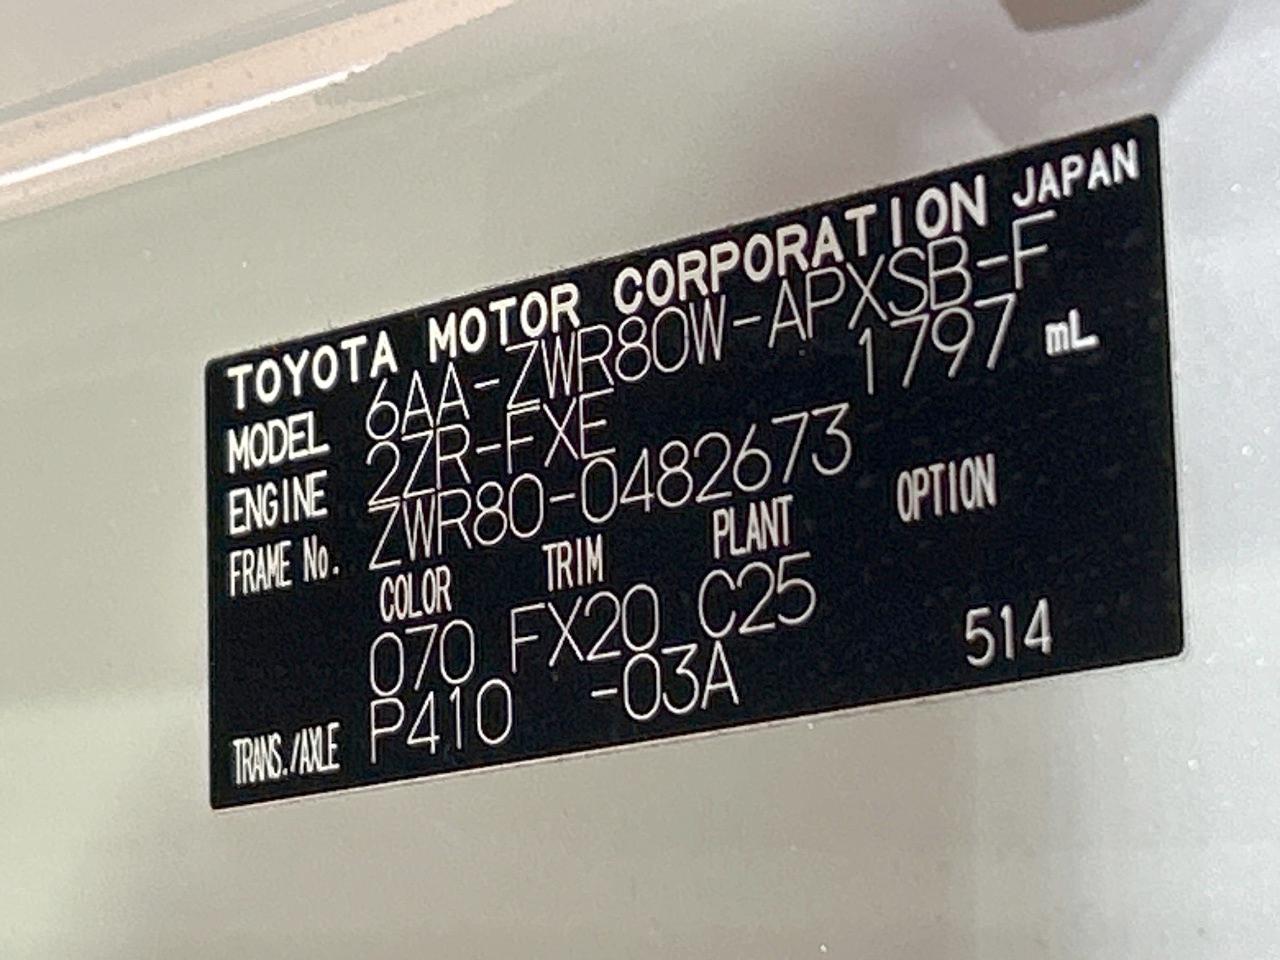 TOYOTA MOTOR CORPORATION JAPAN
MODEL 6AA-ZWR80W-APXSB-F
ENGINE 2ZR-FXE 1797 mL
FRAME No. ZWR80-0482673
COLOR TRIM PLANT OPTION
070 FX20 C25
TRANS./AXLE P410 -03A 514